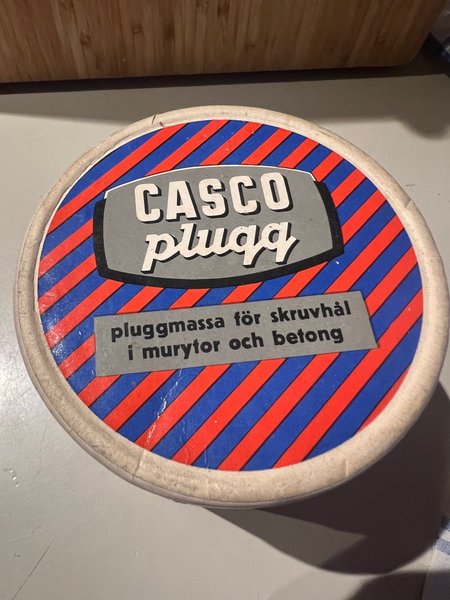 CASCO
plugg
pluggmassa för skruvhål
i murytor och betong